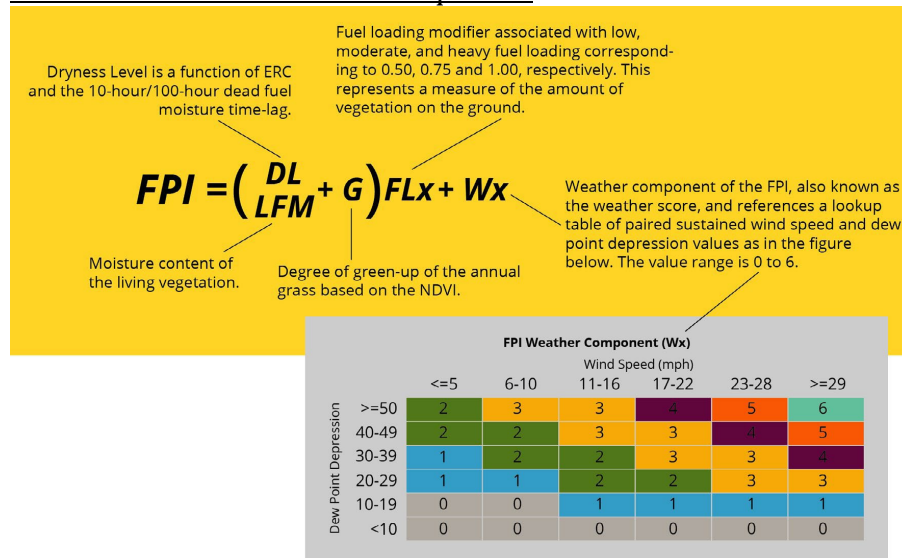 Fuel loading modifier associated with low,
moderate, and heavy fuel loading correspond-
ing to 0.50, 0.75 and 1.00, respectively. This
represents a measure of the amount of
vegetation on the ground.
Dryness Level is a function of ERC
and the 10-hour/100-hour dead fuel
moisture time-lag.
FPI = ( DL
LFM + G ) FLx + Wx
Weather component of the FPI, also known as
the weather score, and references a lookup
table of paired sustained wind speed and dew
point depression values as in the figure
below. The value range is 0 to 6.
Moisture content of
the living vegetation.
Degree of green-up of the annual
grass based on the NDVI.
FPI Weather Component (Wx)
Wind Speed (mph)
<=5 6-10 11-16 17-22 23-28 >=29
Dew Point Depression
>=50 2 3 3 4 5 6
40-49 2 2 3 3 4 5
30-39 1 2 2 3 3 4
20-29 1 1 2 2 3 3
10-19 0 0 1 1 1 1
<10 0 0 0 0 0 0